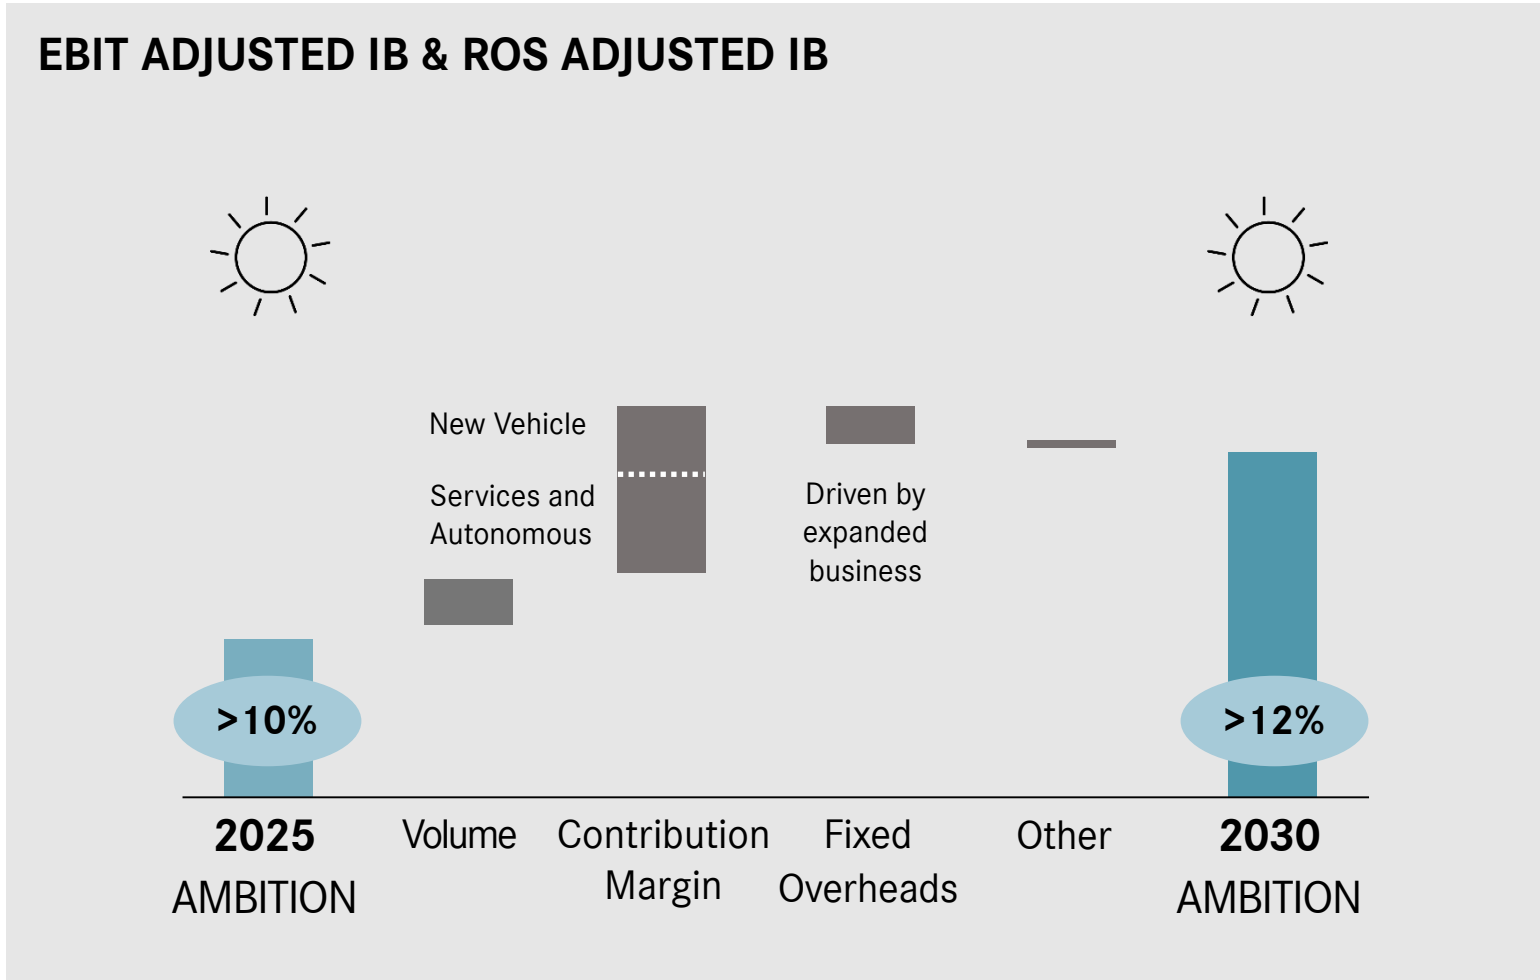 EBIT ADJUSTED IB & ROS ADJUSTED IB
New Vehicle
Services and
Autonomous
Driven by
expanded
business
>10%
>12%
2025
AMBITION
Volume
Contribution
Margin
Fixed
Overheads
Other
2030
AMBITION